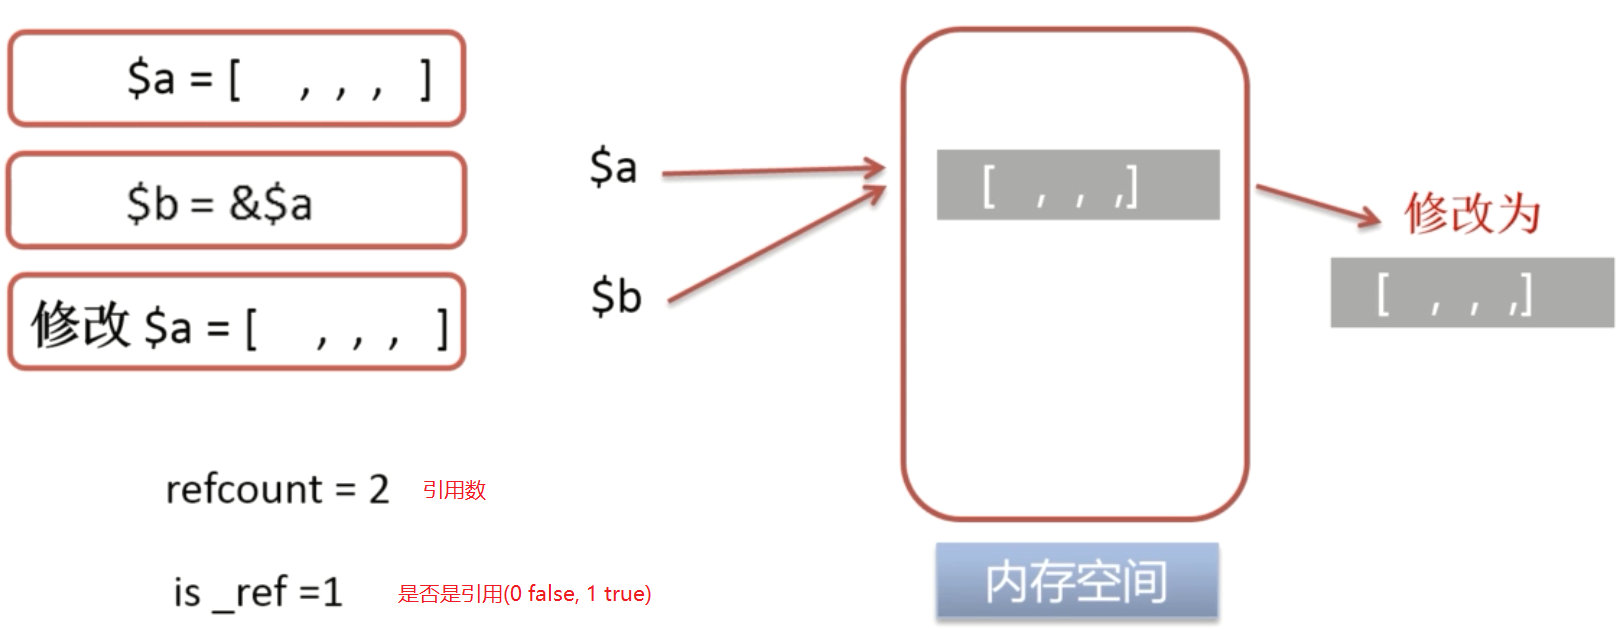 $a = [ , , , ]
$b = &$a
修改 $a = [ , , , ]
$a
$b
[ , , ,]
修改为
[ , , ,]
refcount = 2 引用数
is _ref =1 是否是引用(0 false, 1 true)
内存空间